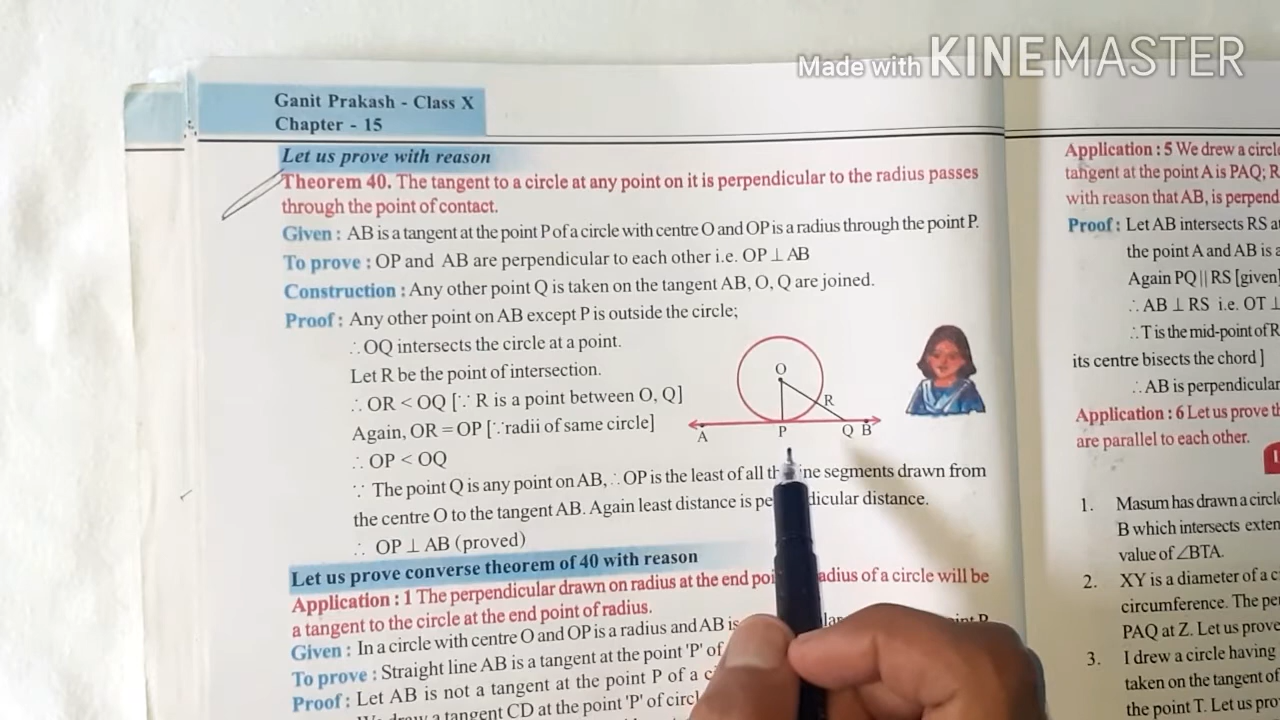 Made with KINEMASTER
Ganit Prakash - Class X
Chapter - 15
Let us prove with reason
Theorem 40. The tangent to a circle at any point on it is perpendicular to the radius passes
through the point of contact.
Given : AB is a tangent at the point P of a circle with centre O and OP is a radius through the point P.
To prove : OP and AB are perpendicular to each other i.e. OP ⊥ AB
Construction : Any other point Q is taken on the tangent AB, O, Q are joined.
Proof : Any other point on AB except P is outside the circle;
∴ OQ intersects the circle at a point.
Let R be the point of intersection.
∴ OR < OQ [∵ R is a point between O, Q]
Again, OR = OP [∵ radii of same circle]
∴ OP < OQ
O
R
A
P
Q B
∵ The point Q is any point on AB, ∴ OP is the least of all line segments drawn from
the centre O to the tangent AB. Again least distance is perpendicular distance.
∴ OP ⊥ AB (proved)
Let us prove converse theorem of 40 with reason
Application : 1 The perpendicular drawn on radius at the end radius of a circle will be
a tangent to the circle at the end point of radius.
Given : In a circle with centre O and OP is a radius and AB is
To prove : Straight line AB is a tangent at the point 'P' of
Proof : Let AB is not a tangent at the point P of a
a tangent CD at the point 'P' of
Application : 5 We drew a circle
tangent at the point A is PAQ;
with reason that AB, is
Proof : Let AB intersects RS
the point A and AB is
Again PQ || RS [given]
∴ AB ⊥ RS i.e. OT ⊥
∴ T is the mid-point of
its centre bisects the chord ]
∴ AB is perpendicular
Application : 6 Let us prove
are parallel to each other.
1. Masum has drawn a circle
B which intersects
value of ∠BTA.
2. XY is a diameter of a
circumference. The
PAQ at Z. Let us prove
3. I drew a circle having
taken on the tangent of
the point T. Let us